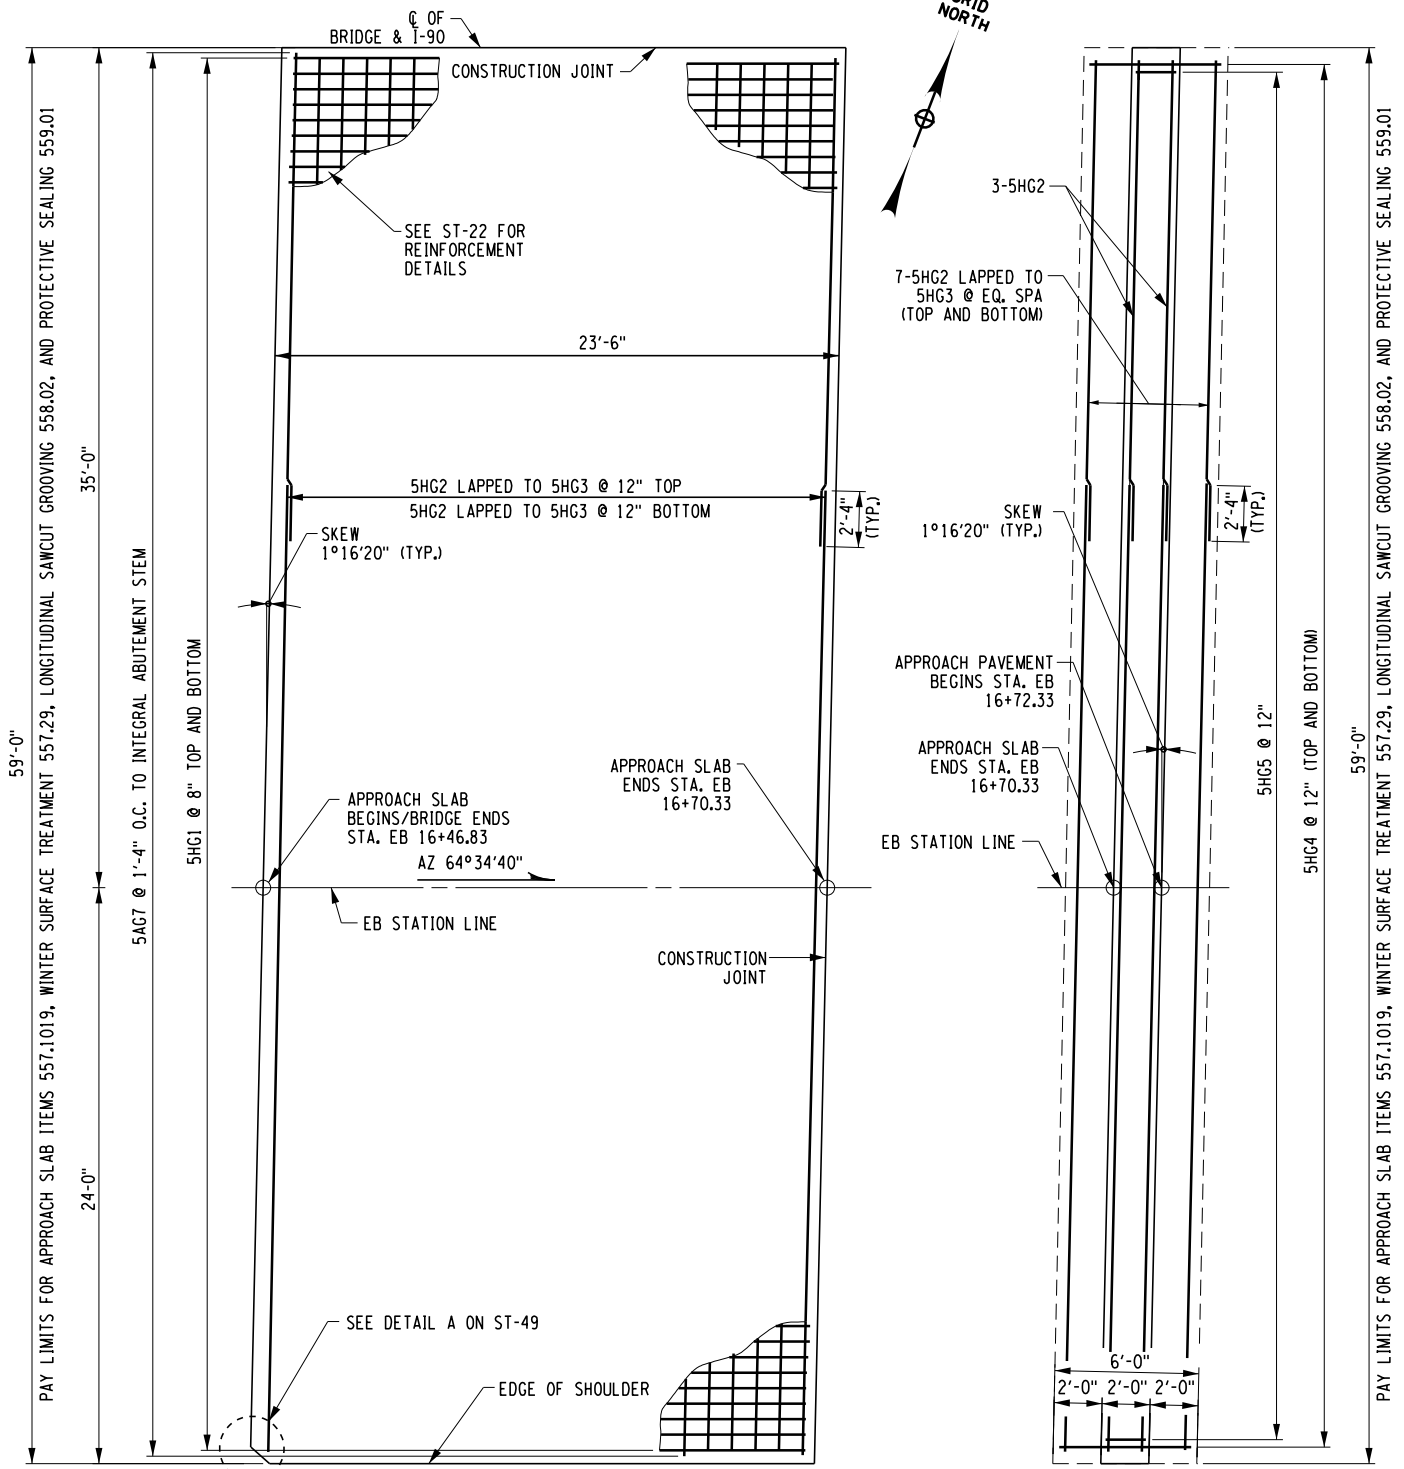 ℄ OF
BRIDGE & I-90
CONSTRUCTION JOINT
NORTH
PAY LIMITS FOR APPROACH SLAB ITEMS 557.1019, WINTER SURFACE TREATMENT 557.29, LONGITUDINAL SAWCUT GROOVING 558.02, AND PROTECTIVE SEALING 559.01
59'-0"
35'-0"
24'-0"
5AG7 @ 1'-4" O.C. TO INTEGRAL ABUTEMENT STEM
5HG1 @ 8" TOP AND BOTTOM
SEE ST-22 FOR
REINFORCEMENT
DETAILS
23'-6"
5HG2 LAPPED TO 5HG3 @ 12" TOP
5HG2 LAPPED TO 5HG3 @ 12" BOTTOM
2'-4"
(TYP.)
SKEW
1°16'20" (TYP.)
APPROACH SLAB
ENDS STA. EB
16+70.33
APPROACH SLAB
BEGINS/BRIDGE ENDS
STA. EB 16+46.83
AZ 64°34'40"
EB STATION LINE
CONSTRUCTION
JOINT
SEE DETAIL A ON ST-49
EDGE OF SHOULDER
3-5HG2
7-5HG2 LAPPED TO
5HG3 @ EQ. SPA
(TOP AND BOTTOM)
SKEW
1°16'20" (TYP.)
2'-4"
(TYP.)
APPROACH PAVEMENT
BEGINS STA. EB
16+72.33
APPROACH SLAB
ENDS STA. EB
16+70.33
EB STATION LINE
6'-0"
2'-0"
2'-0"
2'-0"
5HG5 @ 12"
5HG4 @ 12" (TOP AND BOTTOM)
59'-0"
PAY LIMITS FOR APPROACH SLAB ITEMS 557.1019, WINTER SURFACE TREATMENT 557.29, LONGITUDINAL SAWCUT GROOVING 558.02, AND PROTECTIVE SEALING 559.01